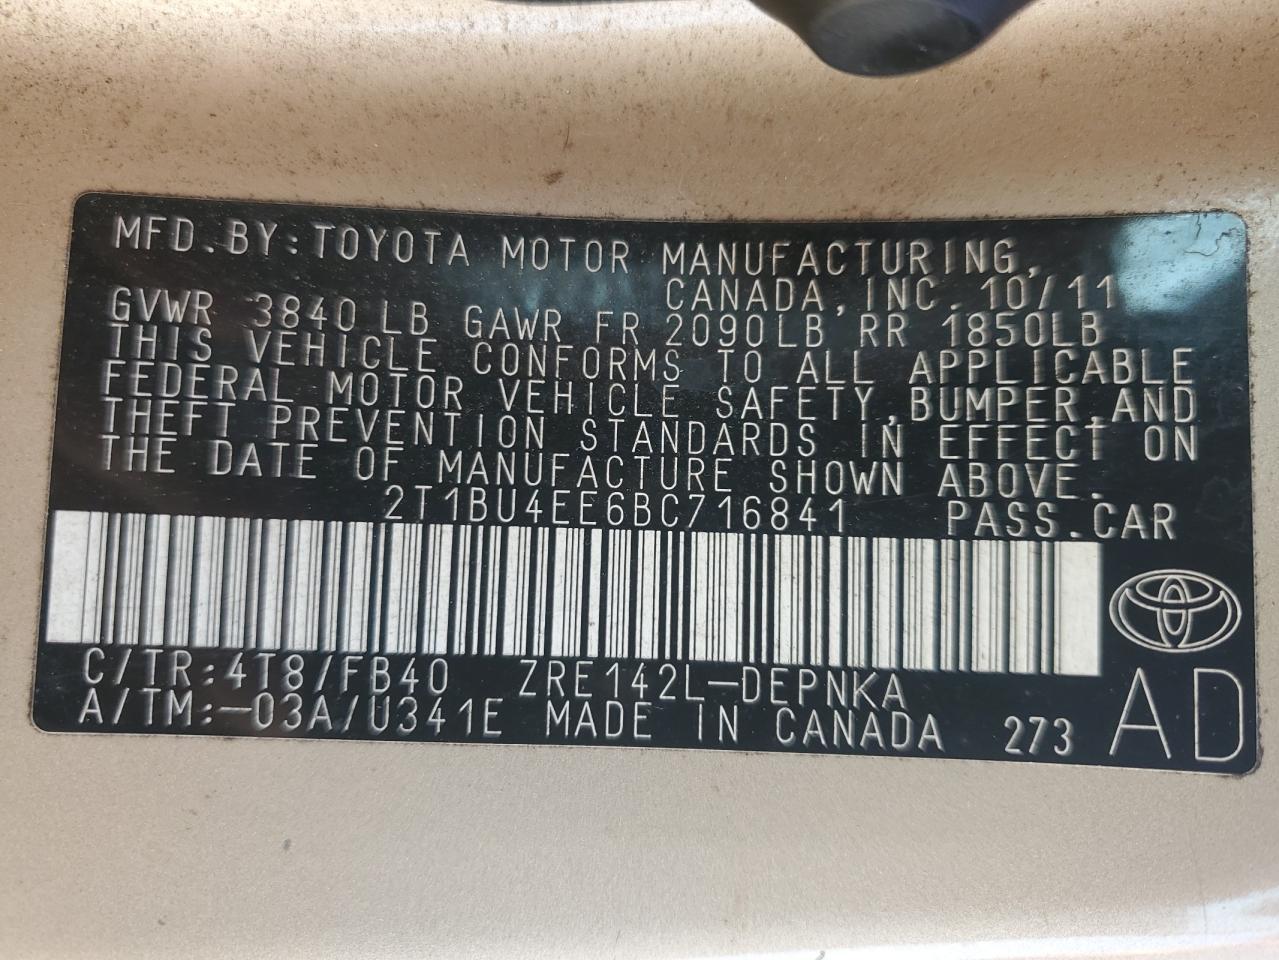 MFD.BY:TOYOTA MOTOR MANUFACTURING,
CANADA, INC. 10/11
GVWR 3840LB GAWR FR 2090LB RR 1850LB
THIS VEHICLE CONFORMS TO ALL APPLICABLE
FEDERAL MOTOR VEHICLE SAFETY,BUMPER,AND
THEFT PREVENTION STANDARDS IN EFFECT ON
THE DATE OF MANUFACTURE SHOWN ABOVE.
2T1BU4EE6BC716841 PASS.CAR
C/TR:4T8/FB40 ZRE142L-DEPNKA
A/TM:-03A/U341E MADE IN CANADA 273 AD